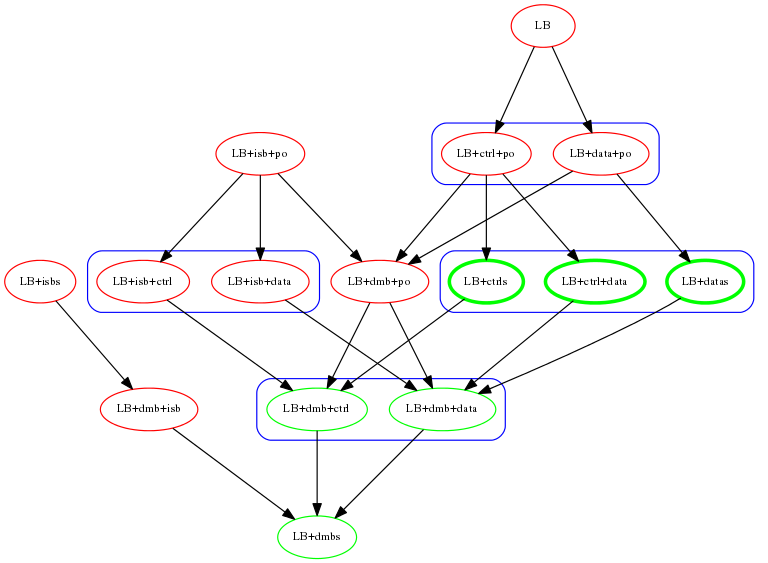 LB
LB+isb+po
LB+ctrl+po
LB+data+po
LB+isbs
LB+isb+ctrl
LB+isb+data
LB+dmb+po
LB+ctrls
LB+ctrl+data
LB+datas
LB+dmb+isb
LB+dmb+ctrl
LB+dmb+data
LB+dmbs